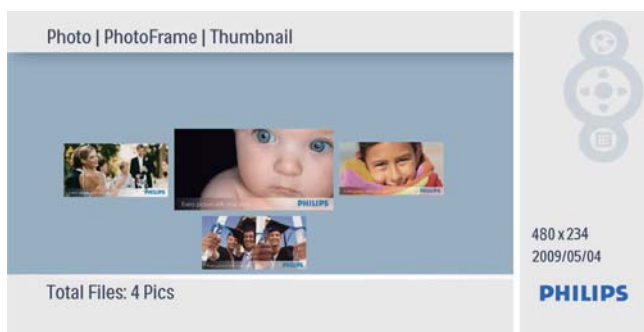 Photo | PhotoFrame | Thumbnail
PHILIPS
PHILIPS
PHILIPS
PHILIPS
Total Files: 4 Pics
480 x 234
2009/05/04
PHILIPS